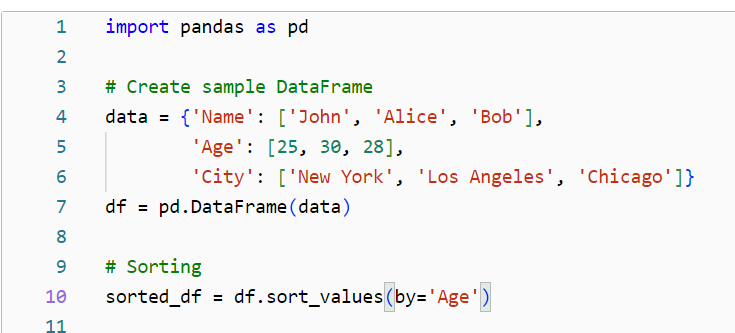 1 import pandas as pd
2
3 # Create sample DataFrame
4 data = {'Name': ['John', 'Alice', 'Bob'],
5         'Age': [25, 30, 28],
6         'City': ['New York', 'Los Angeles', 'Chicago']}
7 df = pd.DataFrame(data)
8
9 # Sorting
10 sorted_df = df.sort_values(by='Age')
11